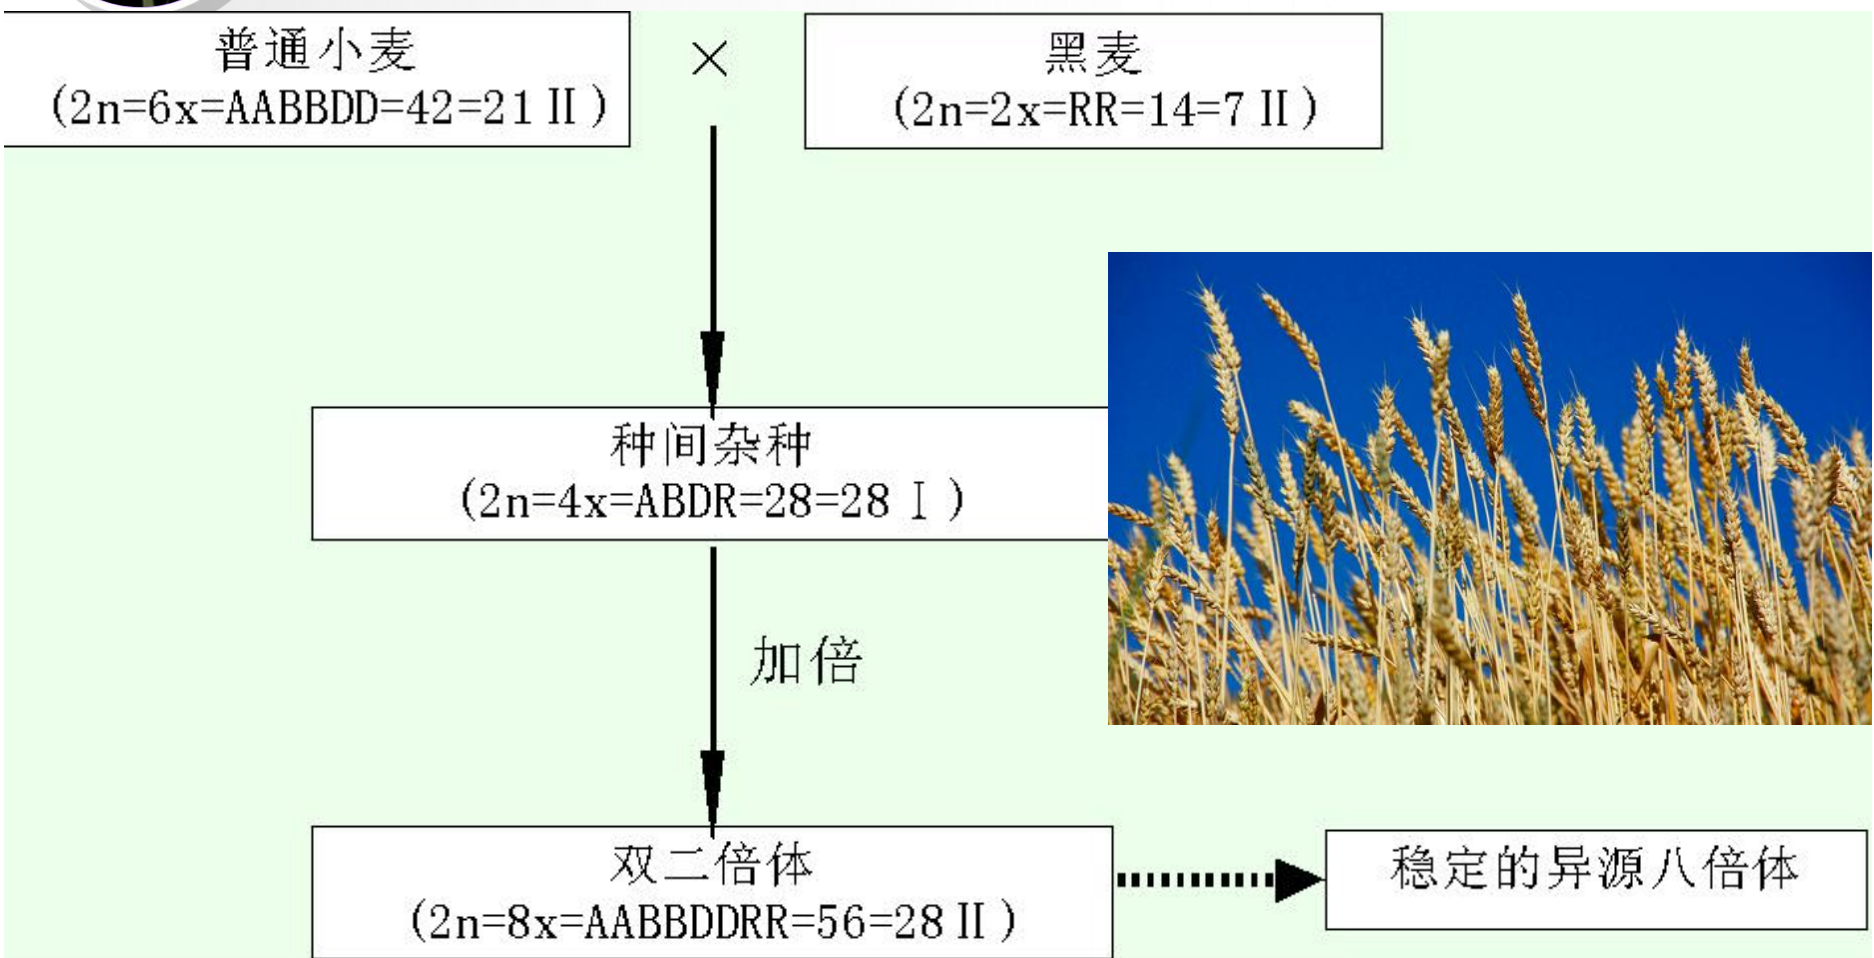 普通小麦
(2n=6x=AABBDD=42=21Ⅱ)
×
黑麦
(2n=2x=RR=14=7Ⅱ)
种间杂种
(2n=4x=ABDR=28=28Ⅰ)
加倍
双二倍体
(2n=8x=AABBDDRR=56=28Ⅱ)
稳定的异源八倍体